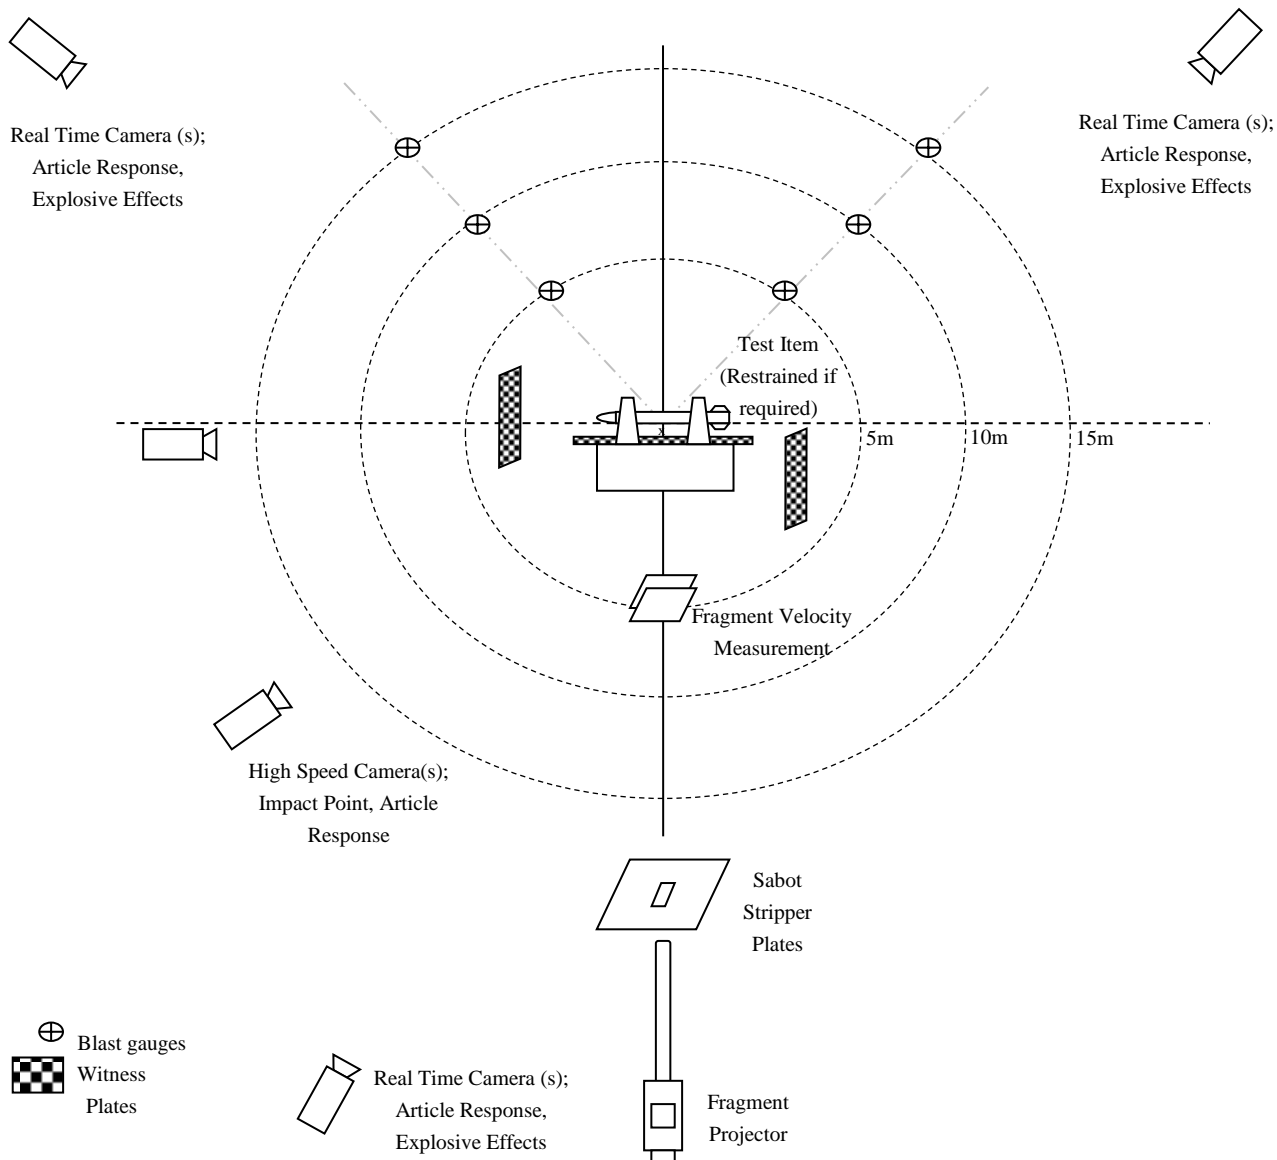 Real Time Camera (s);
Article Response,
Explosive Effects
Real Time Camera (s);
Article Response,
Explosive Effects
Test Item
(Restrained if
required)
x
5m
10m
15m
Fragment Velocity
Measurement
High Speed Camera(s);
Impact Point, Article
Response
Sabot
Stripper
Plates
Blast gauges
Witness
Plates
Real Time Camera (s);
Article Response,
Explosive Effects
Fragment
Projector